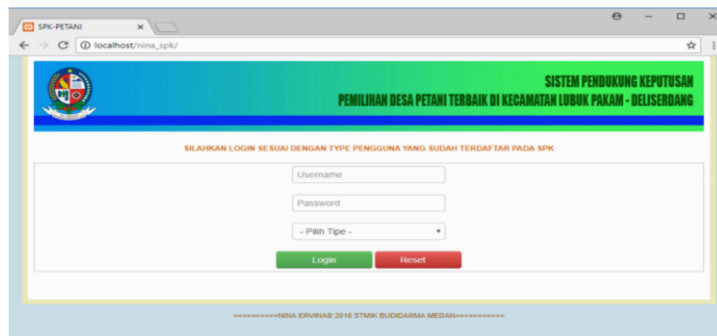 SPK-PETANI
localhost/nina_spk/
SISTEM PENDUKUNG KEPUTUSAN
PEMILIHAN DESA PETANI TERBAIK DI KECAMATAN LUBUK PAKAM - DELISERDANG
SILAHKAN LOGIN SESUAI DENGAN TYPE PENGGUNA YANG SUDAH TERDAFTAR PADA SPK
Username
Password
- Pilih Tipe -
Login Reset
==========NINA ERVINA© 2018 STMIK BUDIDARMA MEDAN===========